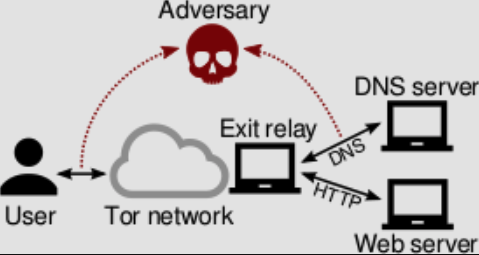 Adversary
DNS server
Exit relay
DNS
HTTP
User
Tor network
Web server